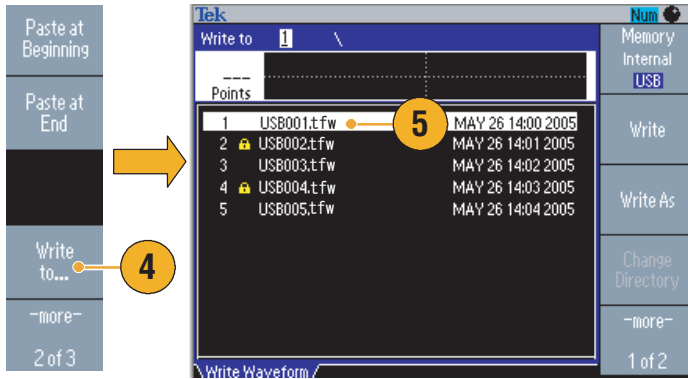 Paste at
Beginning
Paste at
End
Write
to...
-more-
2 of 3
4
Tek
Num
Write to 1 \
---
Points
1 USB001.tfw MAY 26 14:00 2005
2 USB002.tfw MAY 26 14:01 2005
3 USB003.tfw MAY 26 14:02 2005
4 USB004.tfw MAY 26 14:03 2005
5 USB005.tfw MAY 26 14:04 2005
5
Write Waveform
Memory
Internal
USB
Write
Write As
Change
Directory
-more-
1 of 2